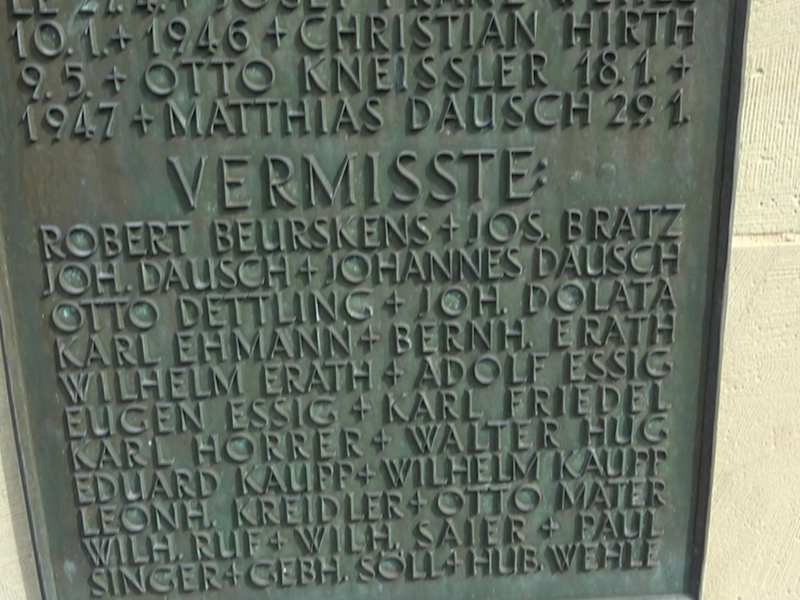 10.1.+1946+CHRISTIAN HIRTH
9.5.+ OTTO KNEISSLER 18.1.+
1947+MATTHIAS DAUSCH 29.1.
VERMISSTE:
ROBERT BEURSKENS+JOS. BRATZ
JOH. DAUSCH+JOHANNES DAUSCH
OTTO DETTLING + JOH. DOLATA
KARL EHMANN+BERNH. ERATH
WILHELM ERATH + ADOLF ESSIG
EUGEN ESSIG + KARL FRIEDEL
KARL HORRER + WALTER HUG
EDUARD KAUPP+WILHELM KAUPP
LEONH. KREIDLER+OTTO MATER
WILH. RUF+WILH. SAIER + PAUL
SINGER+GEBH. SÖLL+HUB. WEHLE